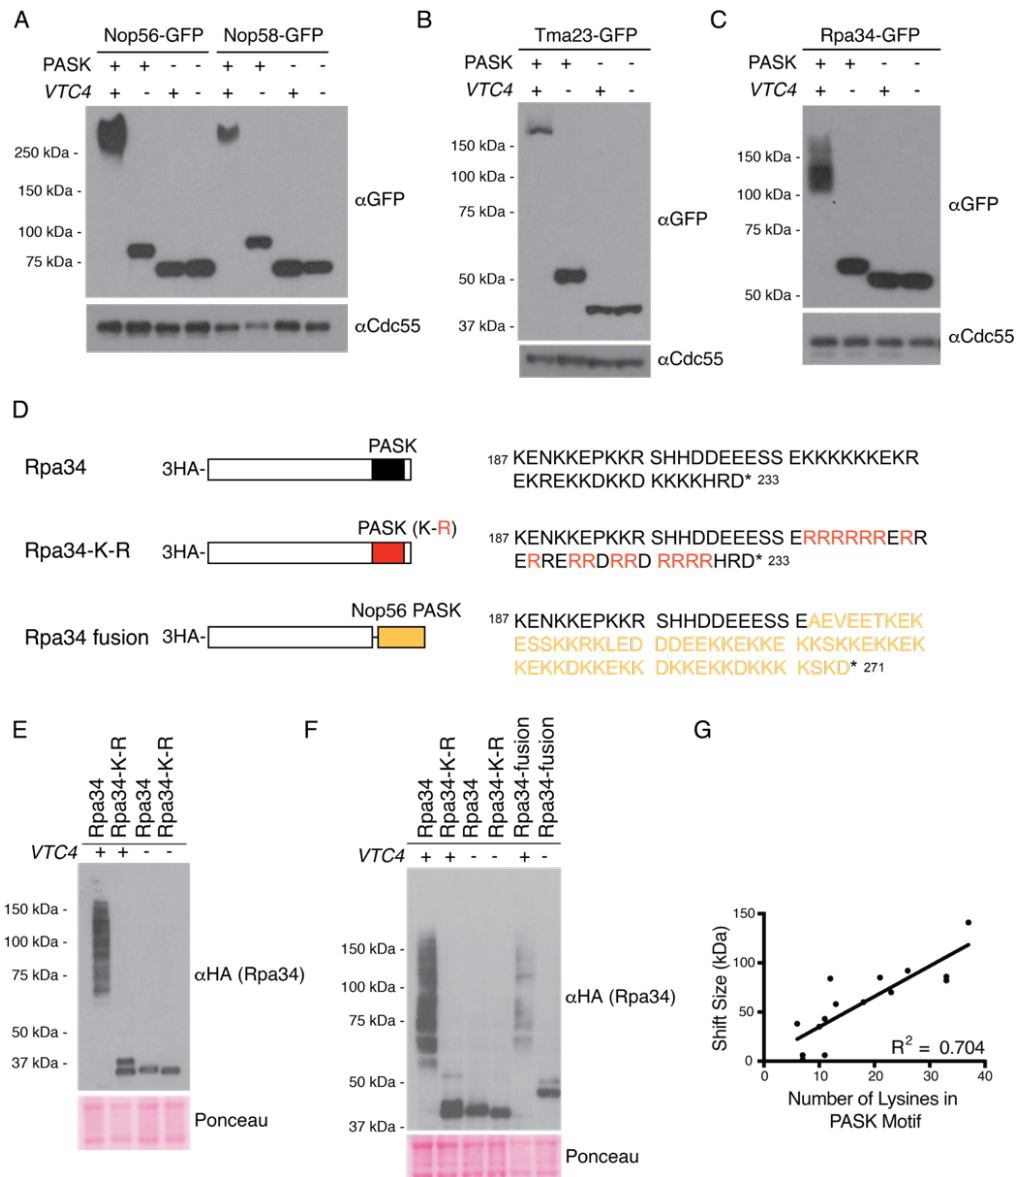 A
Nop56-GFP Nop58-GFP
PASK + + - - + + - -
VTC4 + - + - + - + -
250 kDa -
150 kDa -
100 kDa -
75 kDa -
αGFP
αCdc55
B
Tma23-GFP
PASK + + - -
VTC4 + - + -
150 kDa -
100 kDa -
75 kDa -
50 kDa -
37 kDa -
αGFP
αCdc55
C
Rpa34-GFP
PASK + + - -
VTC4 + - + -
150 kDa -
100 kDa -
75 kDa -
50 kDa -
αGFP
αCdc55
D
PASK
Rpa34 3HA-
187 KENKKEPKKR SHHDDEEESS EKKKKKKEKR
EKREKKDKKD KKKKHRD* 233
PASK (K-R)
Rpa34-K-R 3HA-
187 KENKKEPKKR SHHDDEEESS ERRRRRRERR
ERRERRDRRD RRRRHRD* 233
Nop56 PASK
Rpa34 fusion 3HA-
187 KENKKEPKKR SHHDDEEESS EAEVEETKEK
ESSKKRKLED DDEEKKEKKE KKSKKEKKEK
KEKKDKKEKK DKKEKKDKKK KSKD* 271
E
Rpa34
Rpa34-K-R
Rpa34
Rpa34-K-R
VTC4 + + - -
150 kDa -
100 kDa -
75 kDa -
50 kDa -
37 kDa -
αHA (Rpa34)
Ponceau
F
Rpa34
Rpa34-K-R
Rpa34
Rpa34-K-R
Rpa34-fusion
Rpa34-fusion
VTC4 + + - - + -
150 kDa -
100 kDa -
75 kDa -
50 kDa -
37 kDa -
αHA (Rpa34)
Ponceau
G
Shift Size (kDa)
150
100
50
0
R² = 0.704
0 10 20 30 40
Number of Lysines in
PASK Motif